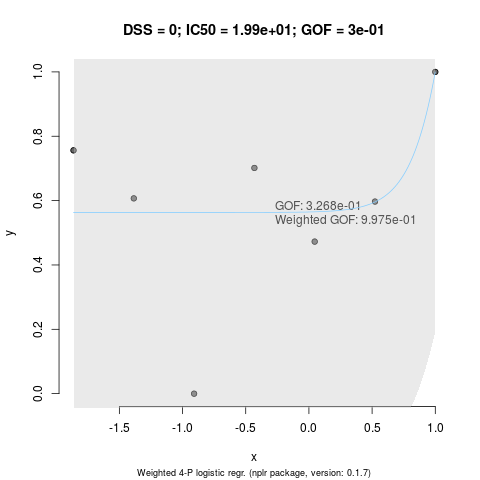 DSS = 0; IC50 = 1.99e+01; GOF = 3e-01
1.0
0.8
0.6
0.4
0.2
0.0
y
GOF: 3.268e-01
Weighted GOF: 9.975e-01
-1.5 -1.0 -0.5 0.0 0.5 1.0
x
Weighted 4-P logistic regr. (nplr package, version: 0.1.7)